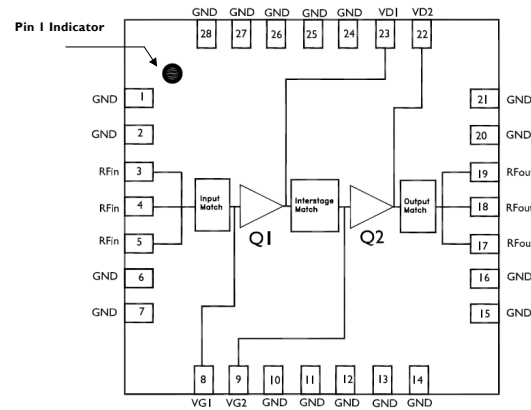 GND GND GND GND GND VD1 VD2
Pin 1 Indicator
28 27 26 25 24 23 22
GND 1
21 GND
GND 2
20 GND
RFin 3
19 RFou
RFin 4
Input Match
Q1
Interstage Match
Q2
Output Match
18 RFou
RFin 5
17 RFou
GND 6
16 GND
GND 7
15 GND
8 9 10 11 12 13 14
VG1 VG2 GND GND GND GND GND